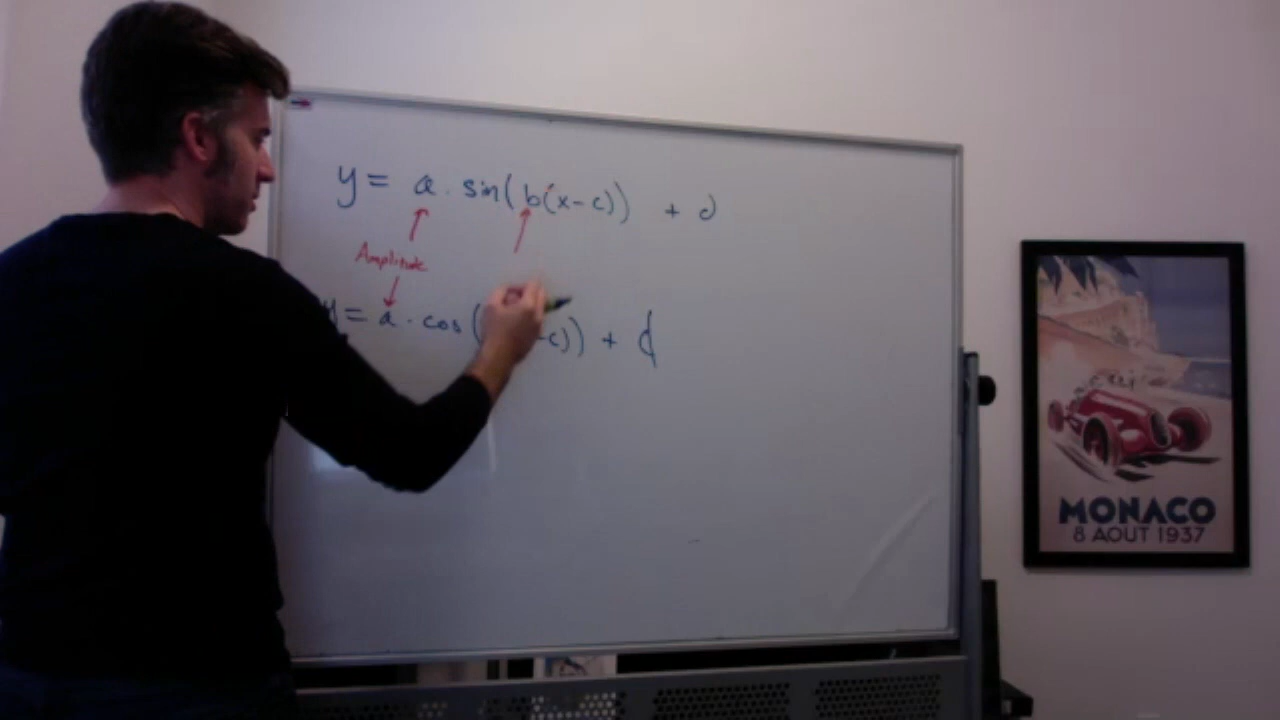 y = a · sin(b(x-c)) + d
Amplitude
y = a · cos( -c)) + d
MONACO
8 AOUT 1937